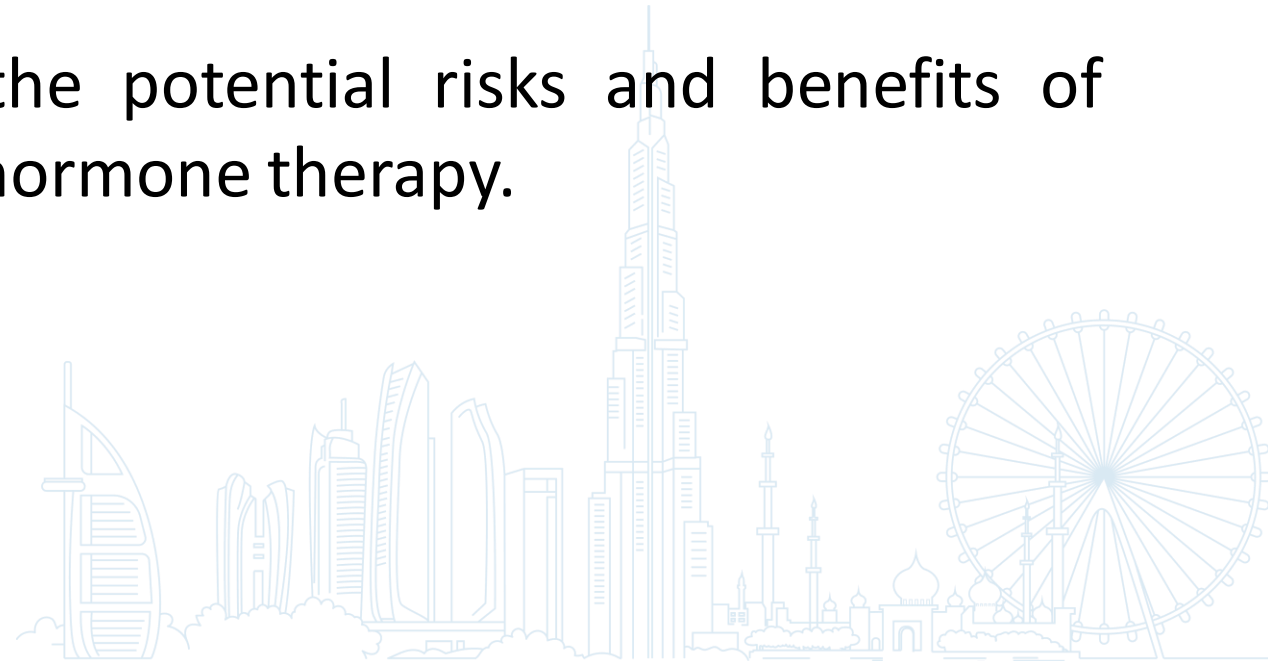 the potential risks and benefits of
hormone therapy.